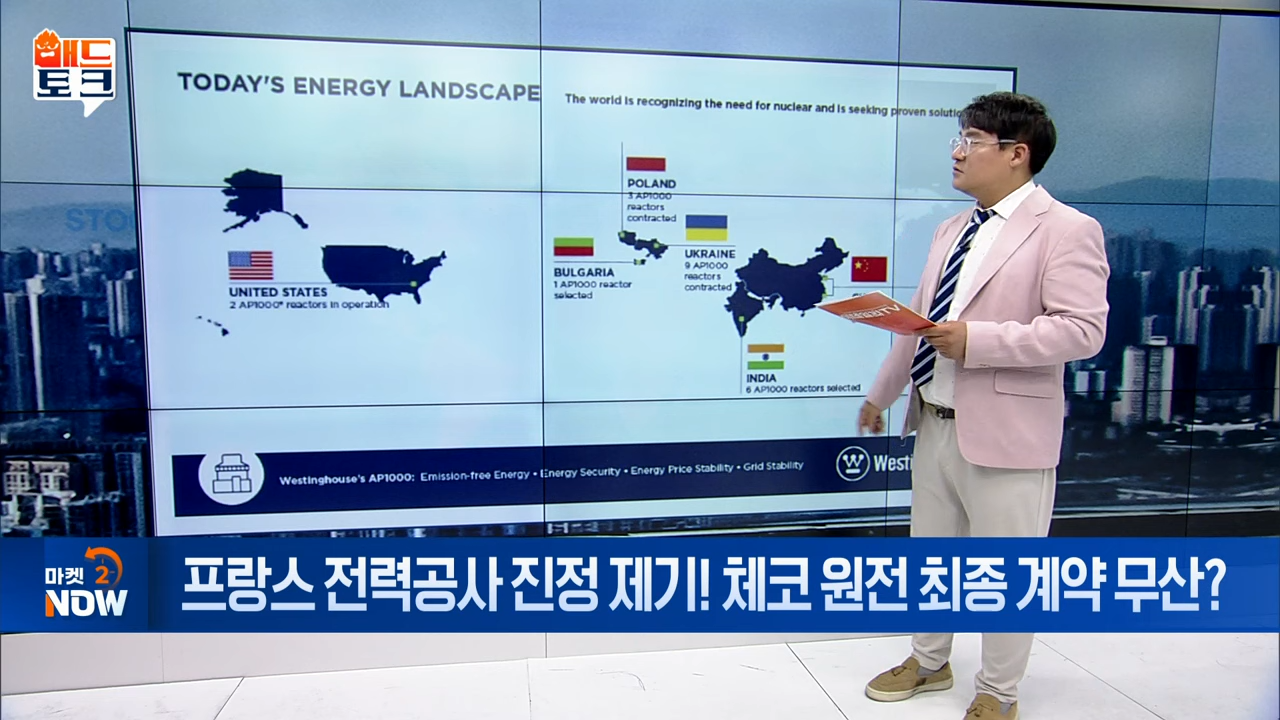 매드
토크
TODAY'S ENERGY LANDSCAPE
The world is recognizing the need for nuclear and is seeking proven
STO
POLAND
3 AP1000
reactors
contracted
BULGARIA
1 AP1000 reactor
selected
UKRAINE
9 AP1000
reactors
contracted
UNITED STATES
2 AP1000* reactors in operation
INDIA
6 AP1000 reactors selected
Westinghouse's AP1000: Emission-free Energy • Energy Security • Energy Price Stability • Grid Stability
W
Westi
마켓 2
NOW
프랑스 전력공사 진정 제기! 체코 원전 최종 계약 무산?